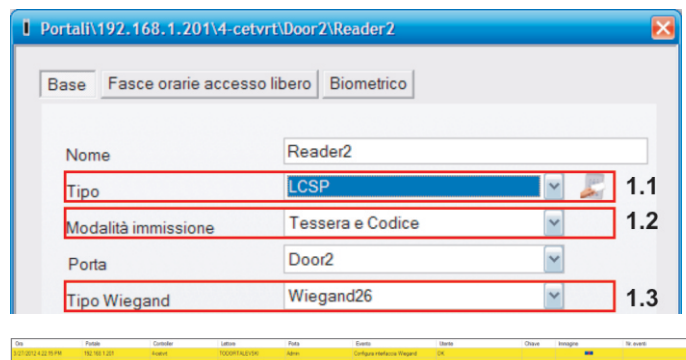 Portali\192.168.1.201\4-cetvrt\Door2\Reader2
Base Fasce orarie accesso libero Biometrico
Nome Reader2
Tipo LCSP 1.1
Modalità immissione Tessera e Codice 1.2
Porta Door2
Tipo Wiegand Wiegand26 1.3
Ora Portale Controller Lettore Porta Evento Utente Chiave Immagine Nr. eventi
192.168.1.201 Admin Configura interfaccia Wiegand OK